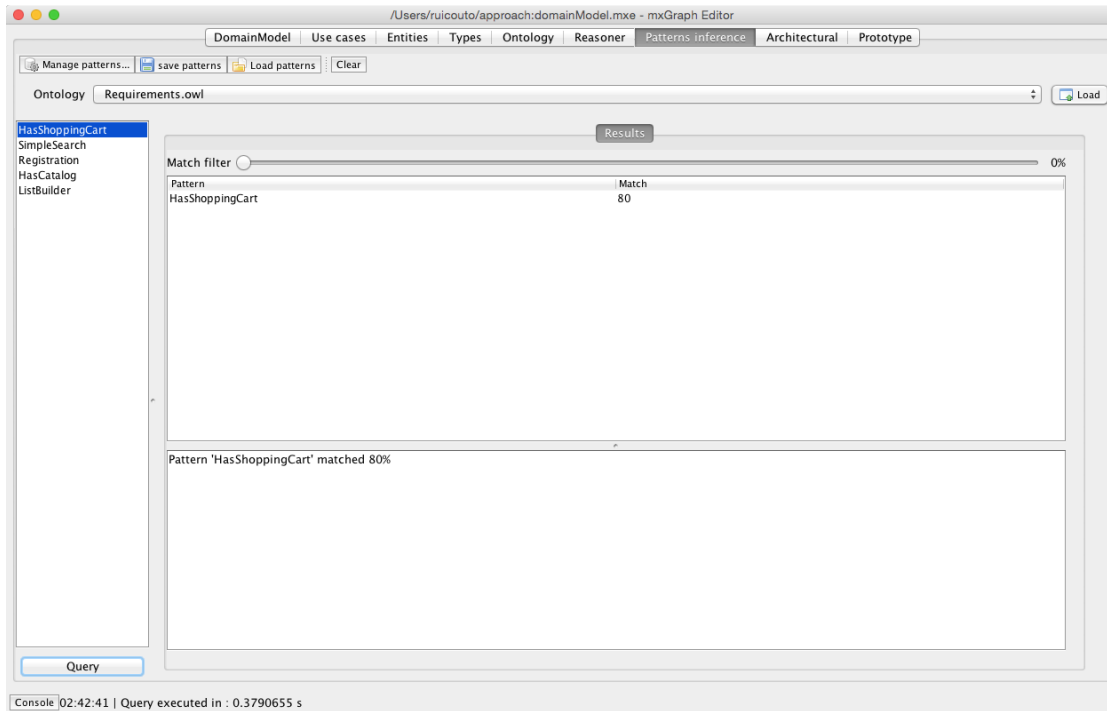 /Users/ruicouto/approach:domainModel.mxe - mxGraph Editor
DomainModel Use cases Entities Types Ontology Reasoner Patterns inference Architectural Prototype
Manage patterns... save patterns Load patterns Clear
Ontology Requirements.owl Load
HasShoppingCart
SimpleSearch
Registration
HasCatalog
ListBuilder
Results
Match filter 0%
Pattern Match
HasShoppingCart 80
Pattern 'HasShoppingCart' matched 80%
Query
Console 02:42:41 | Query executed in : 0.3790655 s